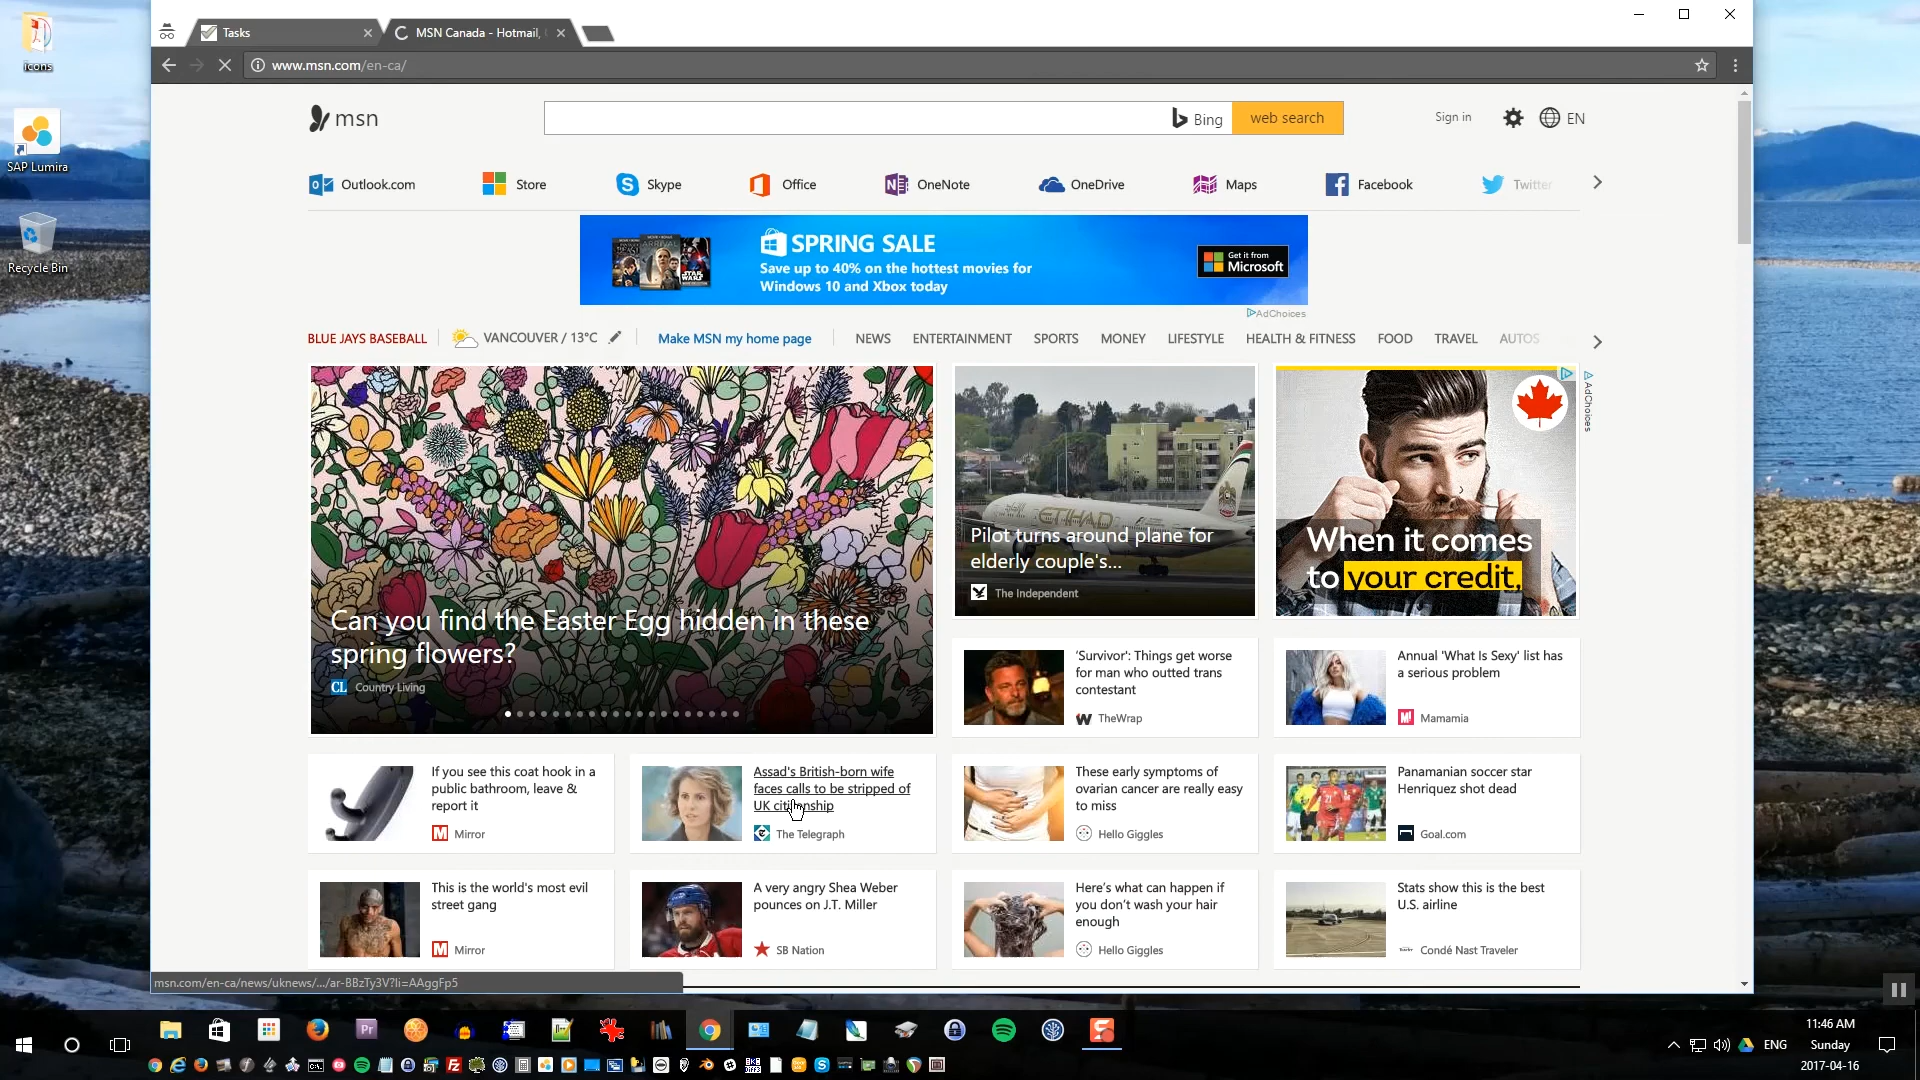 icons
SAP Lumira
Recycle Bin
Tasks
MSN Canada - Hotmail,
www.msn.com/en-ca/
msn
Bing
web search
Sign in
EN
Outlook.com
Store
Skype
Office
OneNote
OneDrive
Maps
Facebook
Twitter
SPRING SALE
Save up to 40% on the hottest movies for
Windows 10 and Xbox today
Get it from
Microsoft
AdChoices
BLUE JAYS BASEBALL
VANCOUVER / 13°C
Make MSN my home page
NEWS
ENTERTAINMENT
SPORTS
MONEY
LIFESTYLE
HEALTH & FITNESS
FOOD
TRAVEL
AUTOS
Can you find the Easter Egg hidden in these
spring flowers?
CL Country Living
ETIHAD
Pilot turns around plane for
elderly couple's...
The Independent
When it comes
to your credit,
AdChoices
'Survivor': Things get worse
for man who outted trans
contestant
TheWrap
Annual 'What Is Sexy' list has
a serious problem
Mamamia
If you see this coat hook in a
public bathroom, leave &
report it
Mirror
Assad's British-born wife
faces calls to be stripped of
UK citizenship
The Telegraph
These early symptoms of
ovarian cancer are really easy
to miss
Hello Giggles
Panamanian soccer star
Henriquez shot dead
Goal.com
This is the world's most evil
street gang
Mirror
A very angry Shea Weber
pounces on J.T. Miller
SB Nation
Here's what can happen if
you don't wash your hair
enough
Hello Giggles
Stats show this is the best
U.S. airline
Condé Nast Traveler
msn.com/en-ca/news/uknews/.../ar-BBzTy3V?li=AAggFp5
ENG
11:46 AM
Sunday
2017-04-16